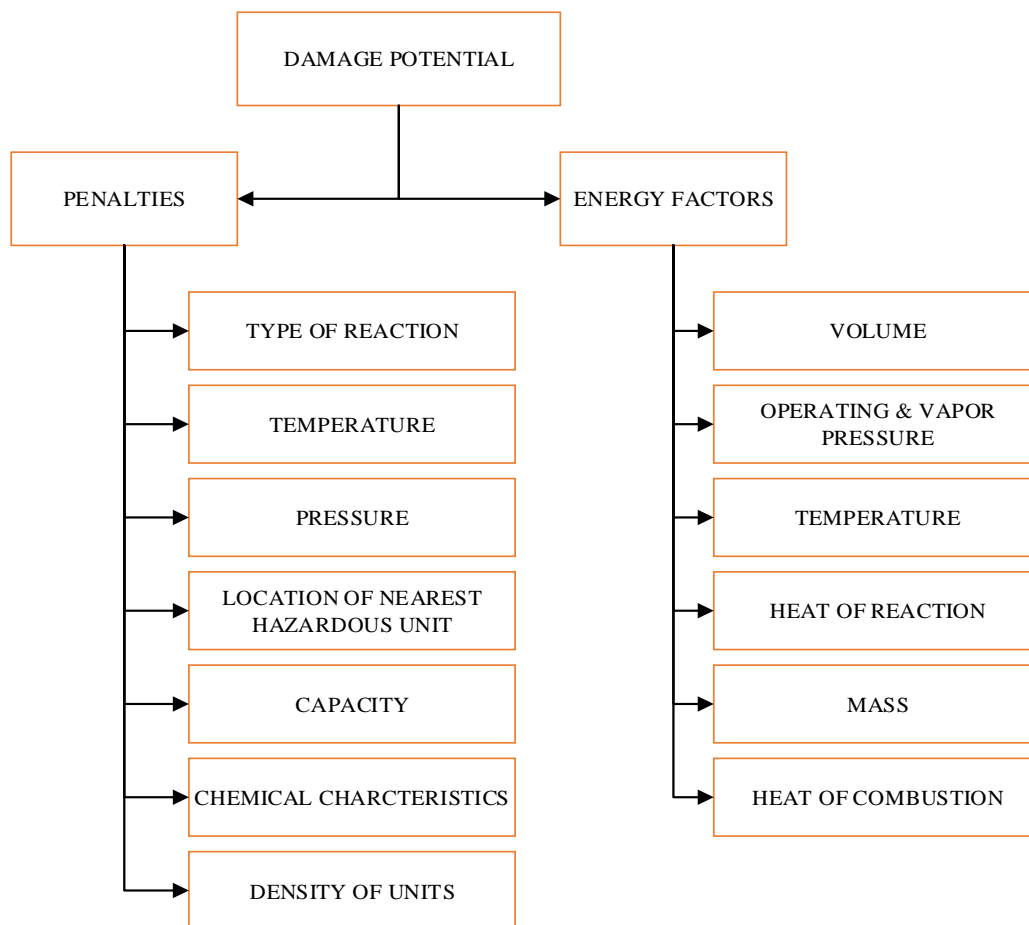 DAMAGE POTENTIAL
PENALTIES
ENERGY FACTORS
TYPE OF REACTION
TEMPERATURE
PRESSURE
LOCATION OF NEAREST
HAZARDOUS UNIT
CAPACITY
CHEMICAL CHARCTERISTICS
DENSITY OF UNITS
VOLUME
OPERATING & VAPOR
PRESSURE
TEMPERATURE
HEAT OF REACTION
MASS
HEAT OF COMBUSTION